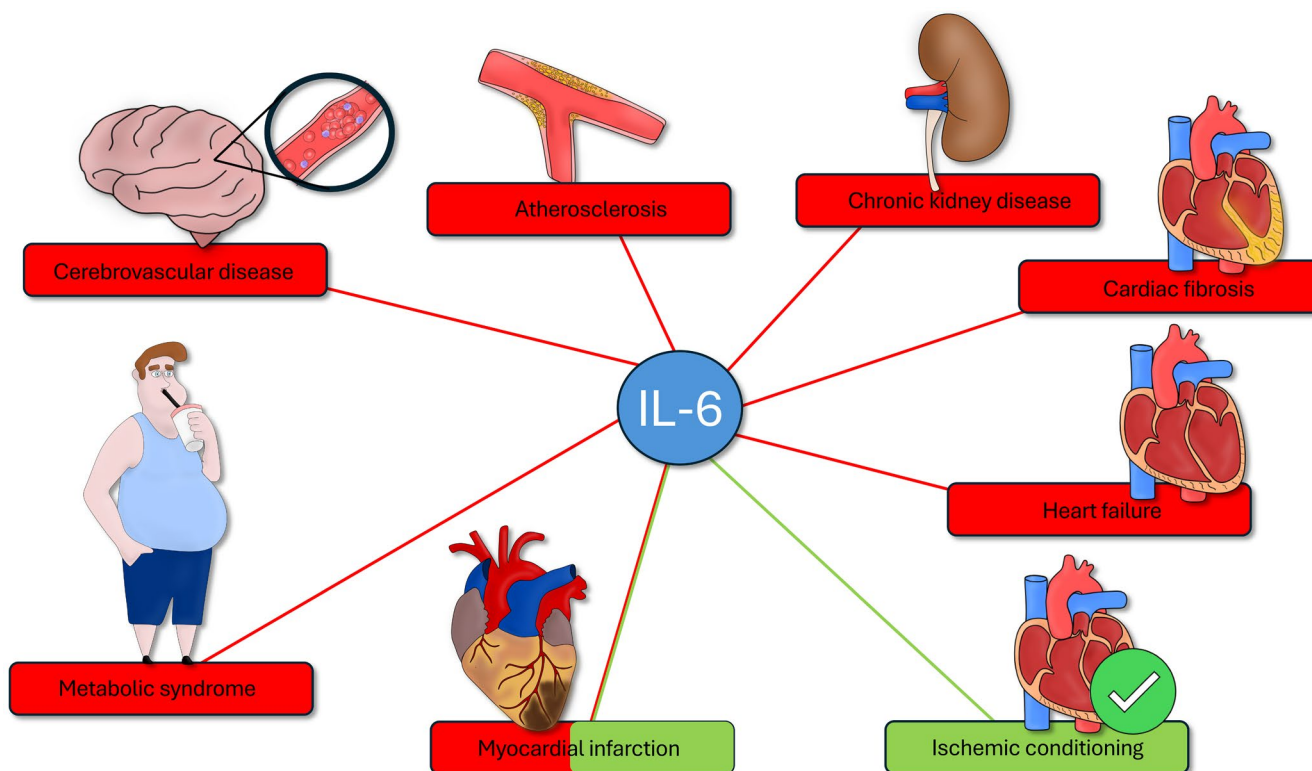 Atherosclerosis
Chronic kidney disease
Cerebrovascular disease
Cardiac fibrosis
IL-6
Heart failure
Metabolic syndrome
Myocardial infarction
Ischemic conditioning